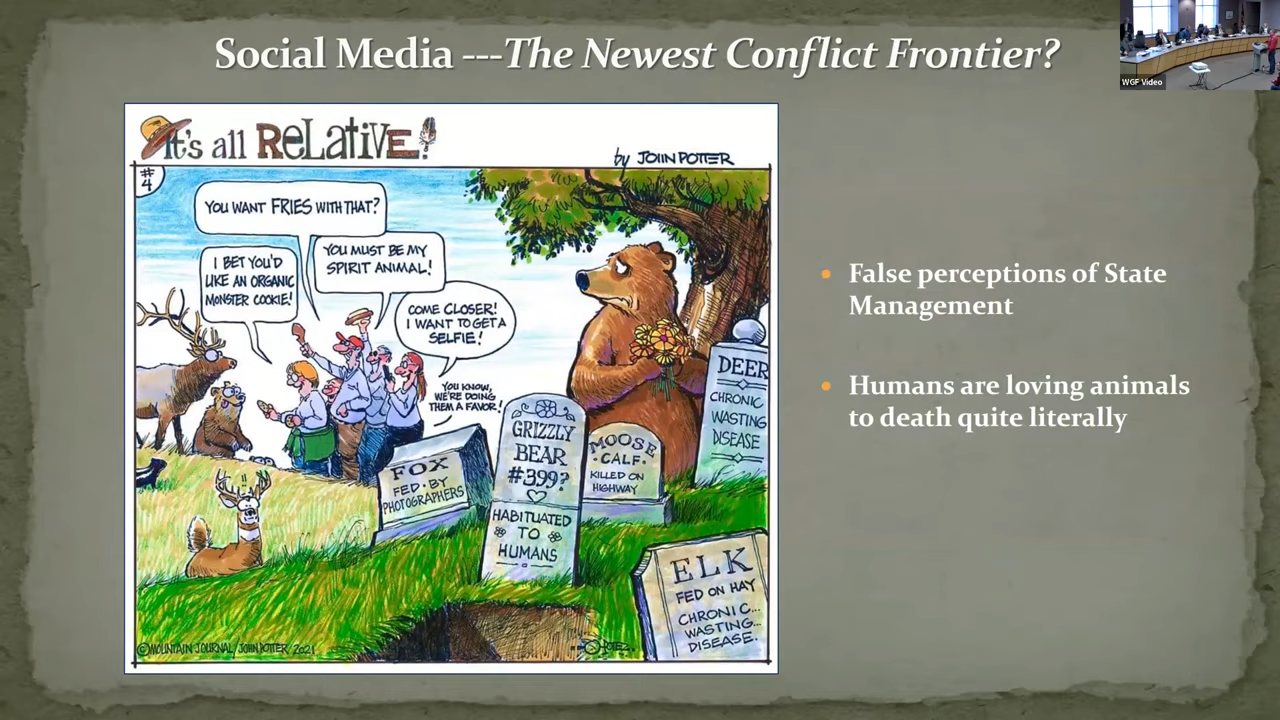 Social Media ---The Newest Conflict Frontier?
WGF Video
It's all RELATIVE!
by JOHN POTTER
#
4
YOU WANT FRIES WITH THAT?
I BET YOU'D
LIKE AN ORGANIC
MONSTER COOKIE!
YOU MUST BE MY
SPIRIT ANIMAL!
COME CLOSER!
I WANT TO GET A
SELFIE!
YOU KNOW,
WE'RE DOING
THEM A FAVOR!
FOX
FED • BY
PHOTOGRAPHERS
GRIZZLY
BEAR
#399?
HABITUATED
TO
HUMANS
MOOSE
• CALF •
KILLED ON
HIGHWAY
DEER
CHRONIC
WASTING
DISEASE
ELK
FED ON HAY
CHRONIC...
WASTING...
DISEASE.
©MOUNTAIN JOURNAL/JOHN POTTER 2021
• False perceptions of State
Management
• Humans are loving animals
to death quite literally